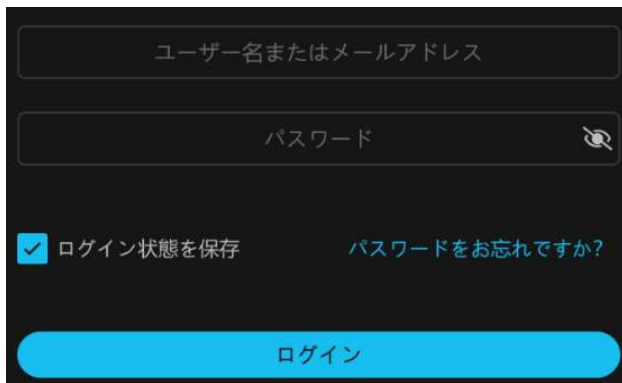 ユーザー名またはメールアドレス
パスワード
ログイン状態を保存
パスワードをお忘れですか?
ログイン